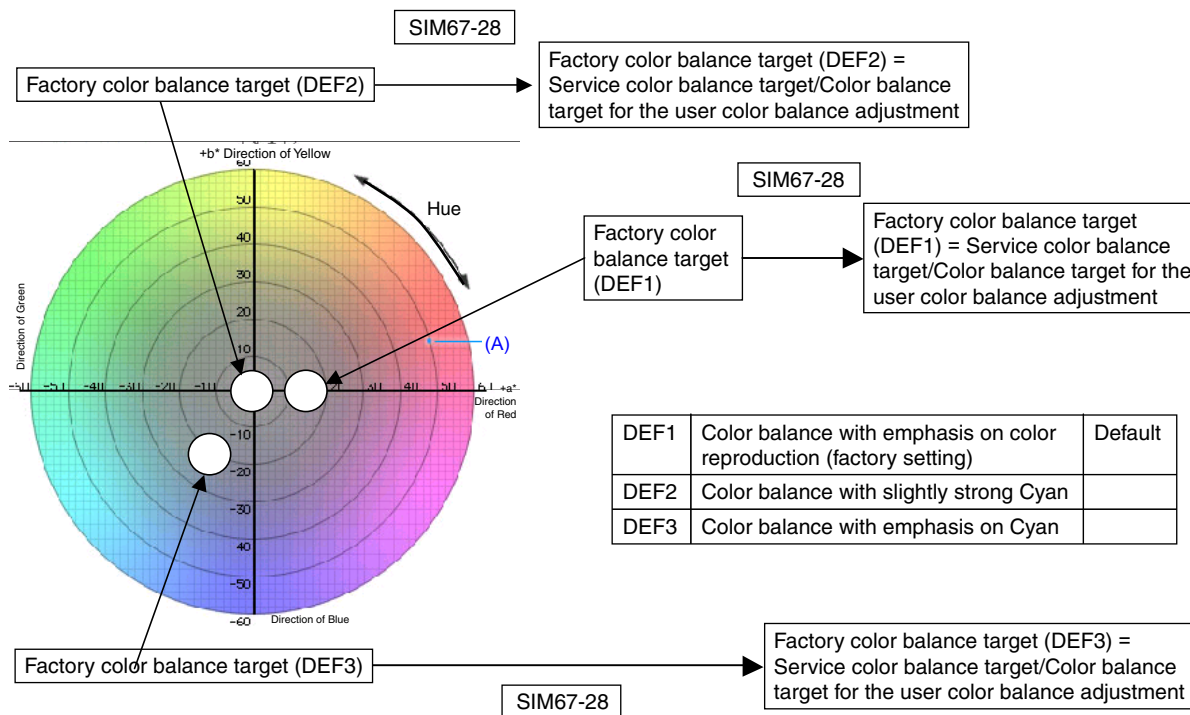 SIM67-28
Factory color balance target (DEF2)
Factory color balance target (DEF2) =
Service color balance target/Color balance
target for the user color balance adjustment
+b* Direction of Yellow
Hue
SIM67-28
Factory color
balance target
(DEF1)
Factory color balance target
(DEF1) = Service color balance
target/Color balance target for the
user color balance adjustment
60
50
40
30
20
10
(A)
Direction of Green
-50
-40
-30
-20
-10
20
30
40
50
+a*
Direction
of Red
-10
-20
-30
-40
-50
-60
Direction of Blue
DEF1 Color balance with emphasis on color Default
reproduction (factory setting)
DEF2 Color balance with slightly strong Cyan
DEF3 Color balance with emphasis on Cyan
Factory color balance target (DEF3)
Factory color balance target (DEF3) =
Service color balance target/Color balance
target for the user color balance adjustment
SIM67-28